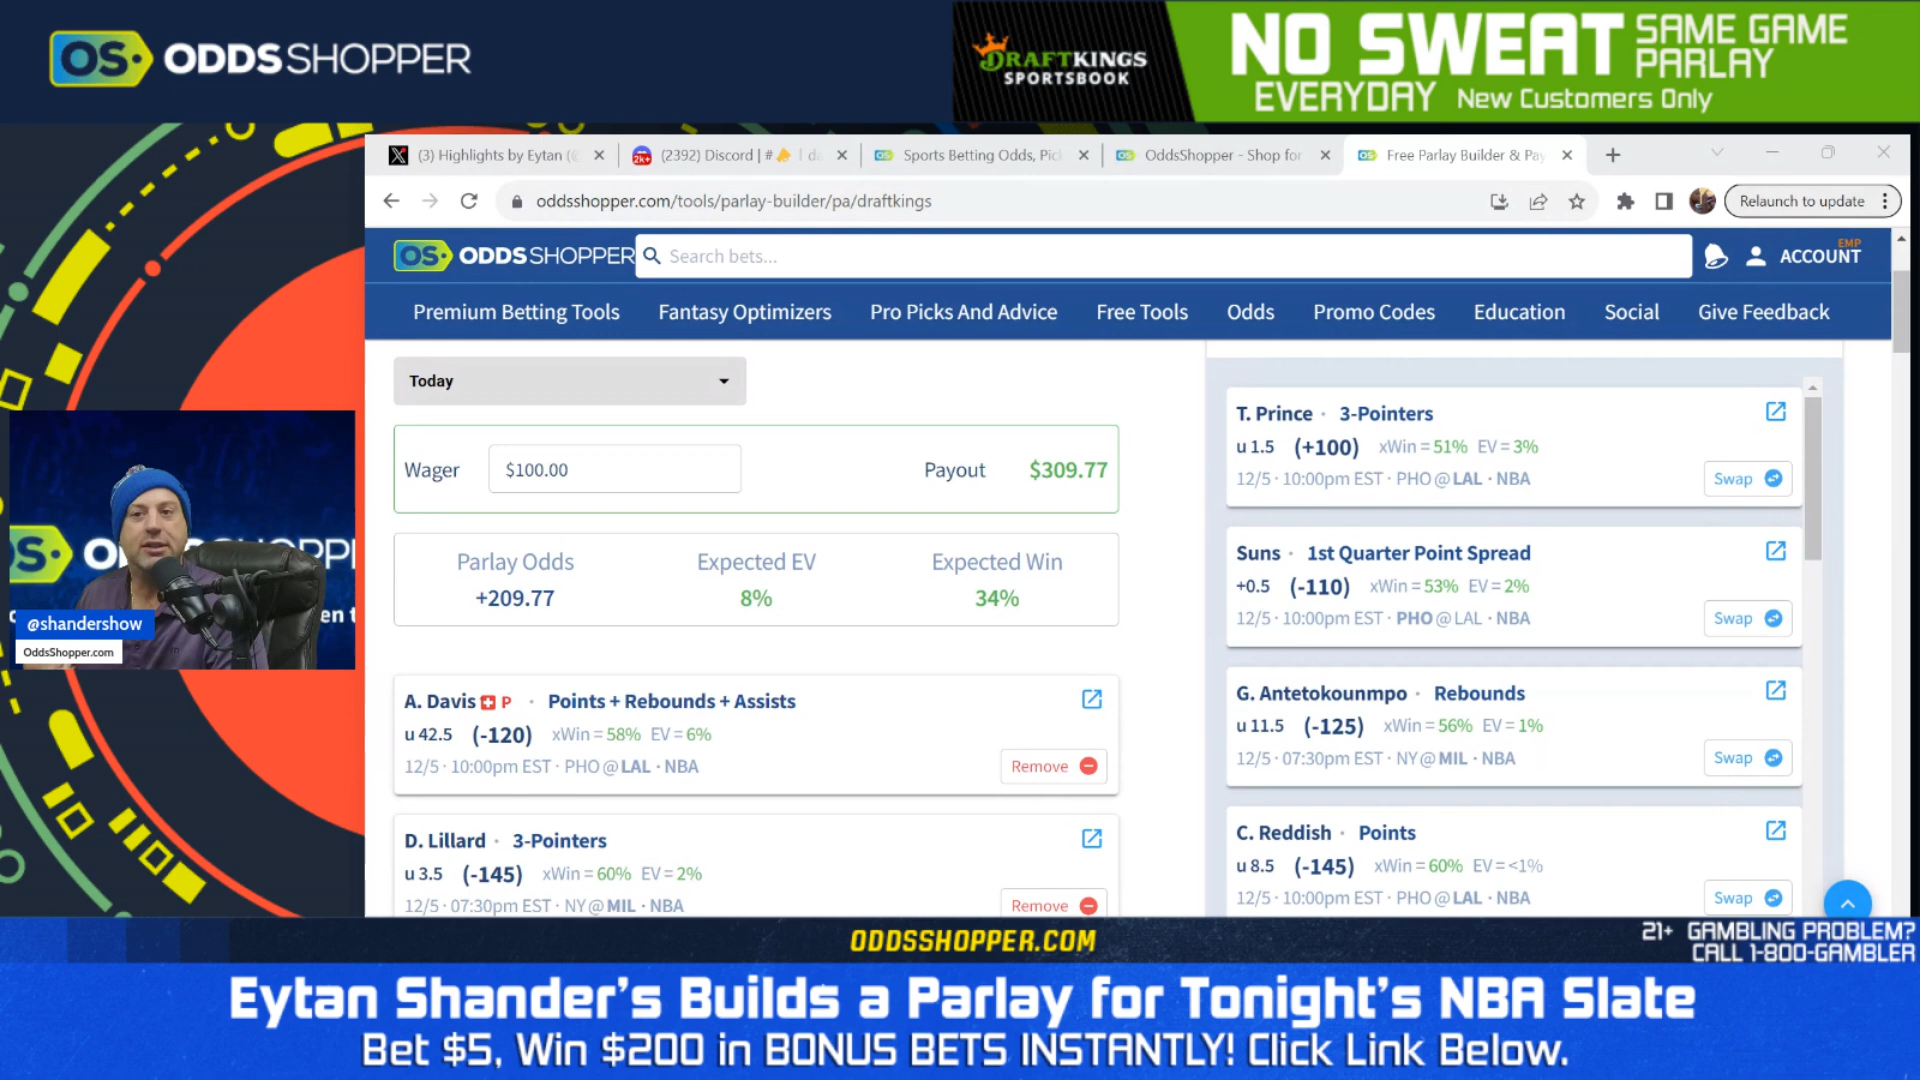 OS ODDSSHOPPER
DRAFTKINGS
SPORTSBOOK
NO SWEAT SAME GAME PARLAY
EVERYDAY New Customers Only
(3) Highlights by Eytan (
(2392) Discord | #
Sports Betting Odds, Pic
OddsShopper - Shop for
Free Parlay Builder & Pay
oddsshopper.com/tools/parlay-builder/pa/draftkings
Relaunch to update
OS ODDSSHOPPER
Search bets...
EMP
ACCOUNT
Premium Betting Tools
Fantasy Optimizers
Pro Picks And Advice
Free Tools
Odds
Promo Codes
Education
Social
Give Feedback
Today
Wager
$100.00
Payout
$309.77
Parlay Odds
Expected EV
Expected Win
+209.77
8%
34%
A. Davis P · Points + Rebounds + Assists
u 42.5 (-120) xWin = 58% EV = 6%
12/5 · 10:00pm EST · PHO @ LAL · NBA
Remove
D. Lillard · 3-Pointers
u 3.5 (-145) xWin = 60% EV = 2%
12/5 · 07:30pm EST · NY @ MIL · NBA
Remove
T. Prince · 3-Pointers
u 1.5 (+100) xWin = 51% EV = 3%
12/5 · 10:00pm EST · PHO @ LAL · NBA
Swap
Suns · 1st Quarter Point Spread
+0.5 (-110) xWin = 53% EV = 2%
12/5 · 10:00pm EST · PHO @ LAL · NBA
Swap
G. Antetokounmpo · Rebounds
u 11.5 (-125) xWin = 56% EV = 1%
12/5 · 07:30pm EST · NY @ MIL · NBA
Swap
C. Reddish · Points
u 8.5 (-145) xWin = 60% EV = <1%
12/5 · 10:00pm EST · PHO @ LAL · NBA
Swap
@shandershow
OddsShopper.com
ODDSSHOPPER.COM
21+ GAMBLING PROBLEM?
CALL 1-800-GAMBLER
Eytan Shander's Builds a Parlay for Tonight's NBA Slate
Bet $5, Win $200 in BONUS BETS INSTANTLY! Click Link Below.